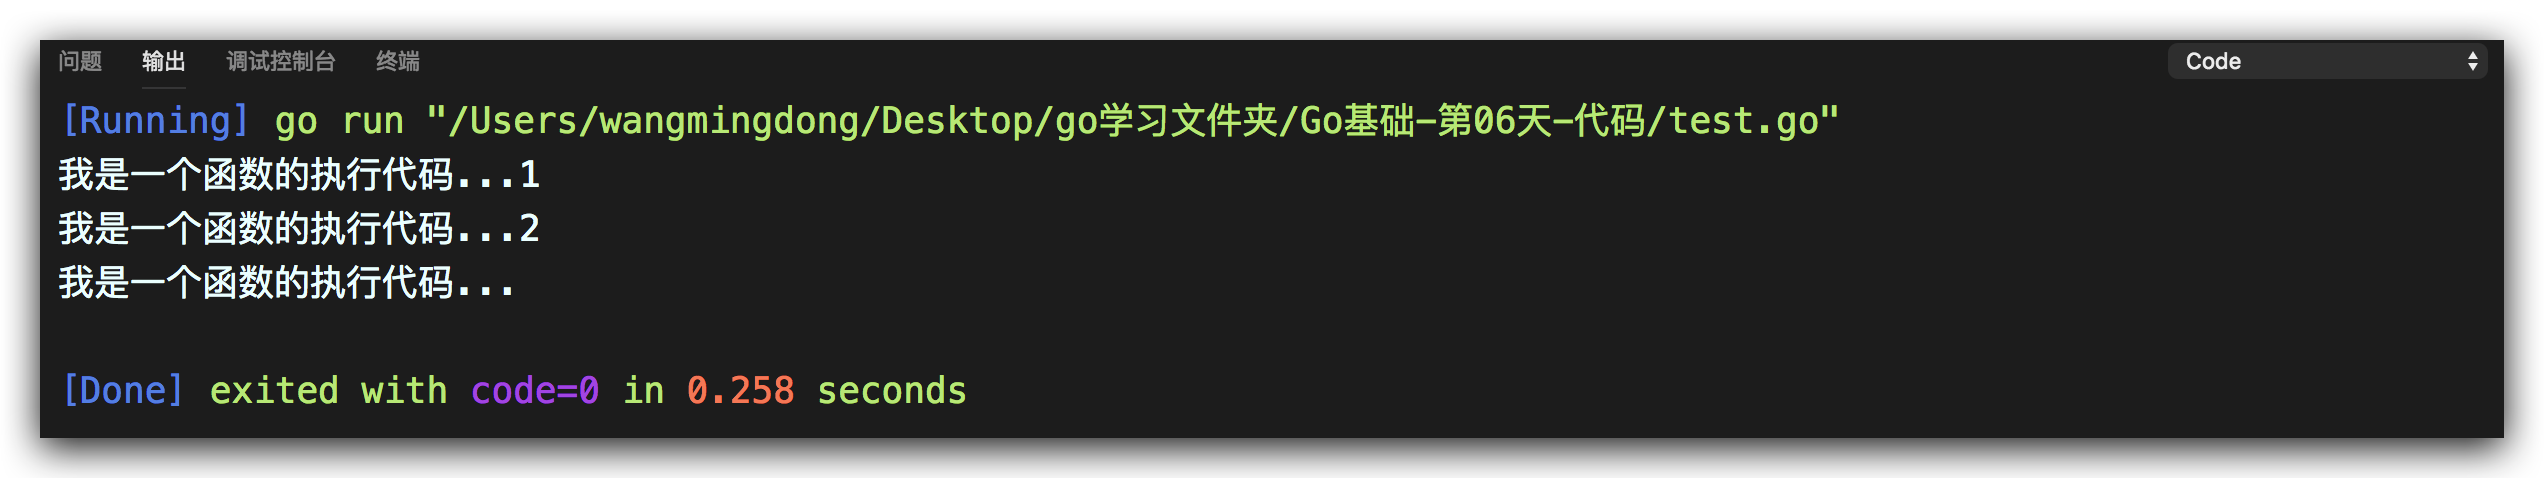 问题 输出 调试控制台 终端 Code
[Running] go run "/Users/wangmingdong/Desktop/go学习文件夹/Go基础-第06天-代码/test.go"
我是一个函数的执行代码...1
我是一个函数的执行代码...2
我是一个函数的执行代码...
[Done] exited with code=0 in 0.258 seconds